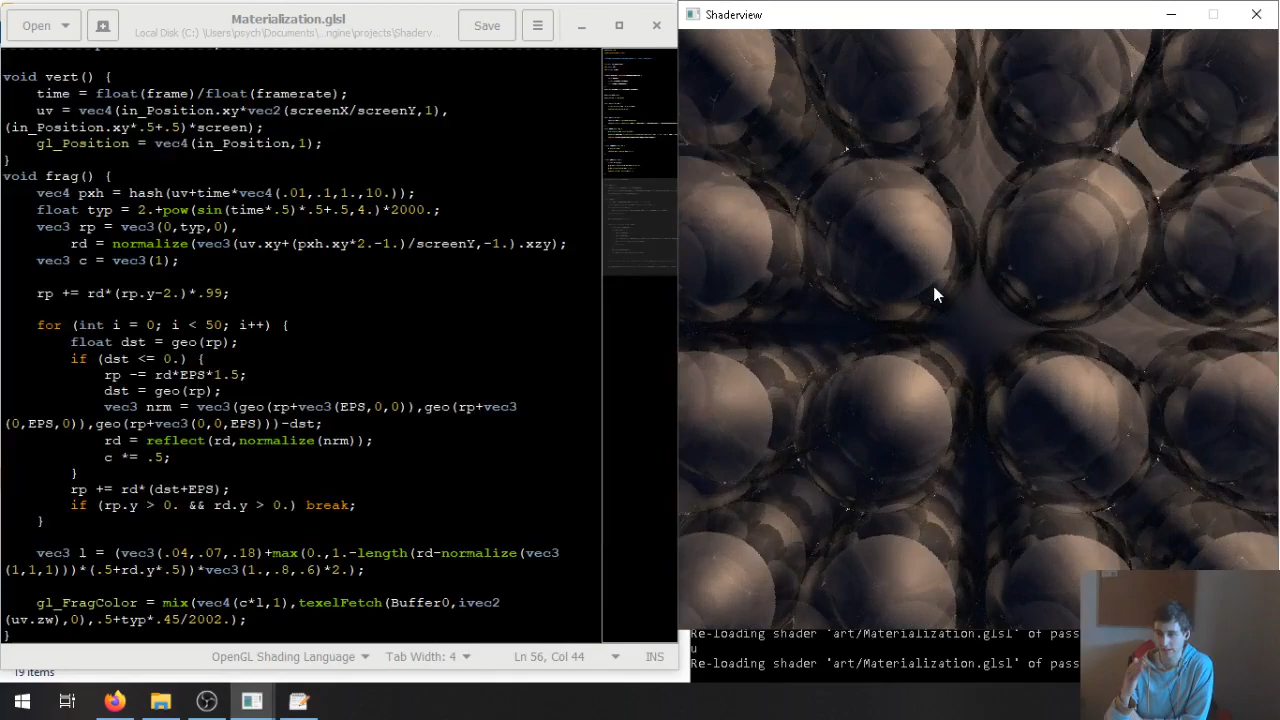 Open
Materialization.glsl
Local Disk (C:) \Users\psych\Documents\...ngine\projects\Shaderv...
Save
Shaderview
void vert() {
time = float(frame)/float(framerate);
uv = vec4(in_Position.xy*vec2(screenX/screenY,1),
(in_Position.xy*.5+.5)*screen);
gl_Position = vec4(in_Position,1);
}
void frag() {
vec4 pxh = hash(uv+time*vec4(.01,.1,1.,10.));
float typ = 2.+pow(sin(time*.5)*.5+.5,4.)*2000.;
vec3 rp = vec3(0,typ,0),
rd = normalize(vec3(uv.xy+(pxh.xy*2.-1.)/screenY,-1.).xzy);
vec3 c = vec3(1);
rp += rd*(rp.y-2.)*.99;
for (int i = 0; i < 50; i++) {
float dst = geo(rp);
if (dst <= 0.) {
rp -= rd*EPS*1.5;
dst = geo(rp);
vec3 nrm = vec3(geo(rp+vec3(EPS,0,0)),geo(rp+vec3
(0,EPS,0)),geo(rp+vec3(0,0,EPS)))-dst;
rd = reflect(rd,normalize(nrm));
c *= .5;
}
rp += rd*(dst+EPS);
if (rp.y > 0. && rd.y > 0.) break;
}
vec3 l = (vec3(.04,.07,.18)+max(0.,1.-length(rd-normalize(vec3
(1,1,1)))*(.5+rd.y*.5))*vec3(1.,.8,.6)*2.);
gl_FragColor = mix(vec4(c*l,1),texelFetch(Buffer0,ivec2
(uv.zw),0),.5+typ*.45/2002.);
}
OpenGL Shading Language
Tab Width: 4
Ln 56, Col 44
INS
19 items
Re-loading shader 'art/Materialization.glsl' of pass
u
Re-loading shader 'art/Materialization.glsl' of pass